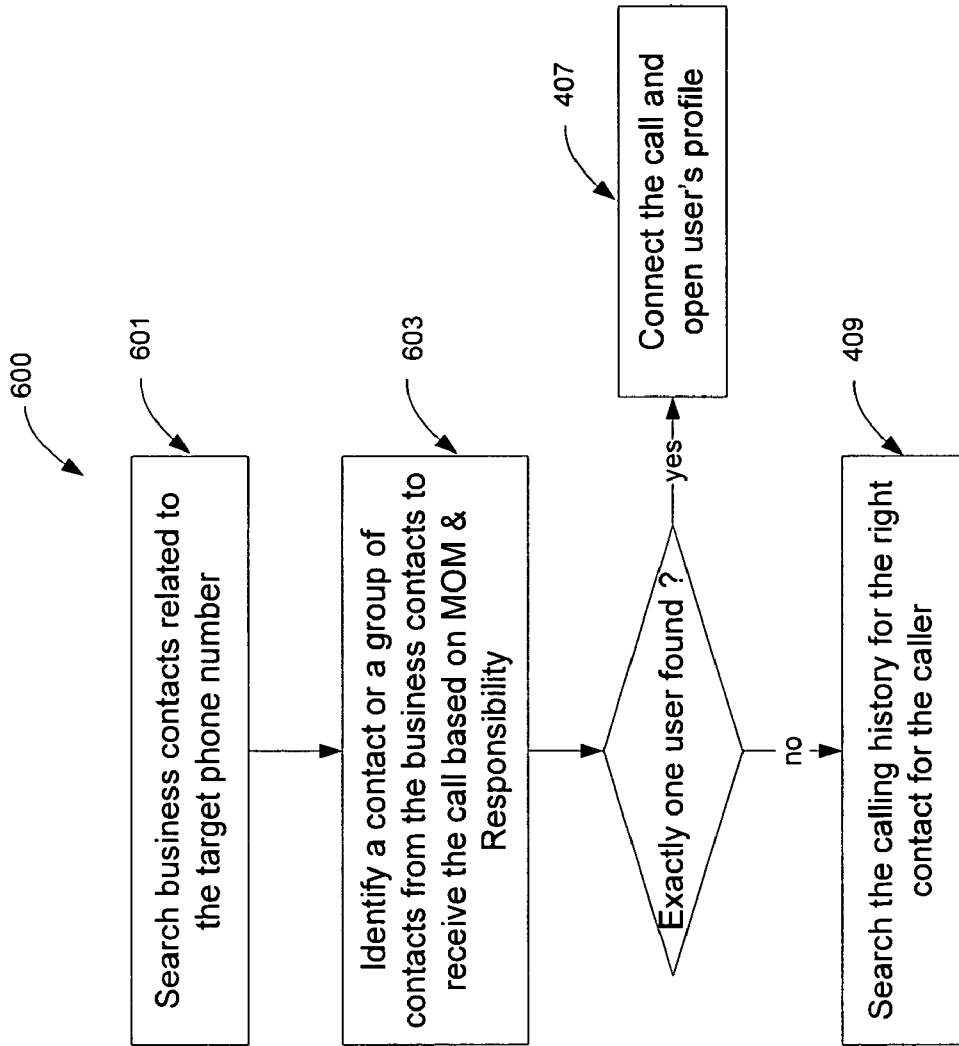 600
601
Search business contacts related to
the target phone number
603
Identify a contact or a group of
contacts from the business contacts to
receive the call based on MOM &
Responsibility
Exactly one user found ?
yes
407
Connect the call and
open user's profile
no
409
Search the calling history for the right
contact for the caller